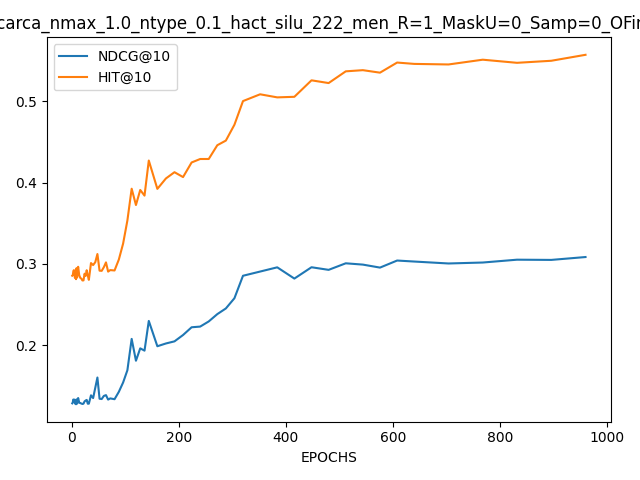 carca_nmax_1.0_ntype_0.1_hact_silu_222_men_R=1_MaskU=0_Samp=0_OFin
NDCG@10
HIT@10
0.5
0.4
0.3
0.2
0 200 400 600 800 1000
EPOCHS